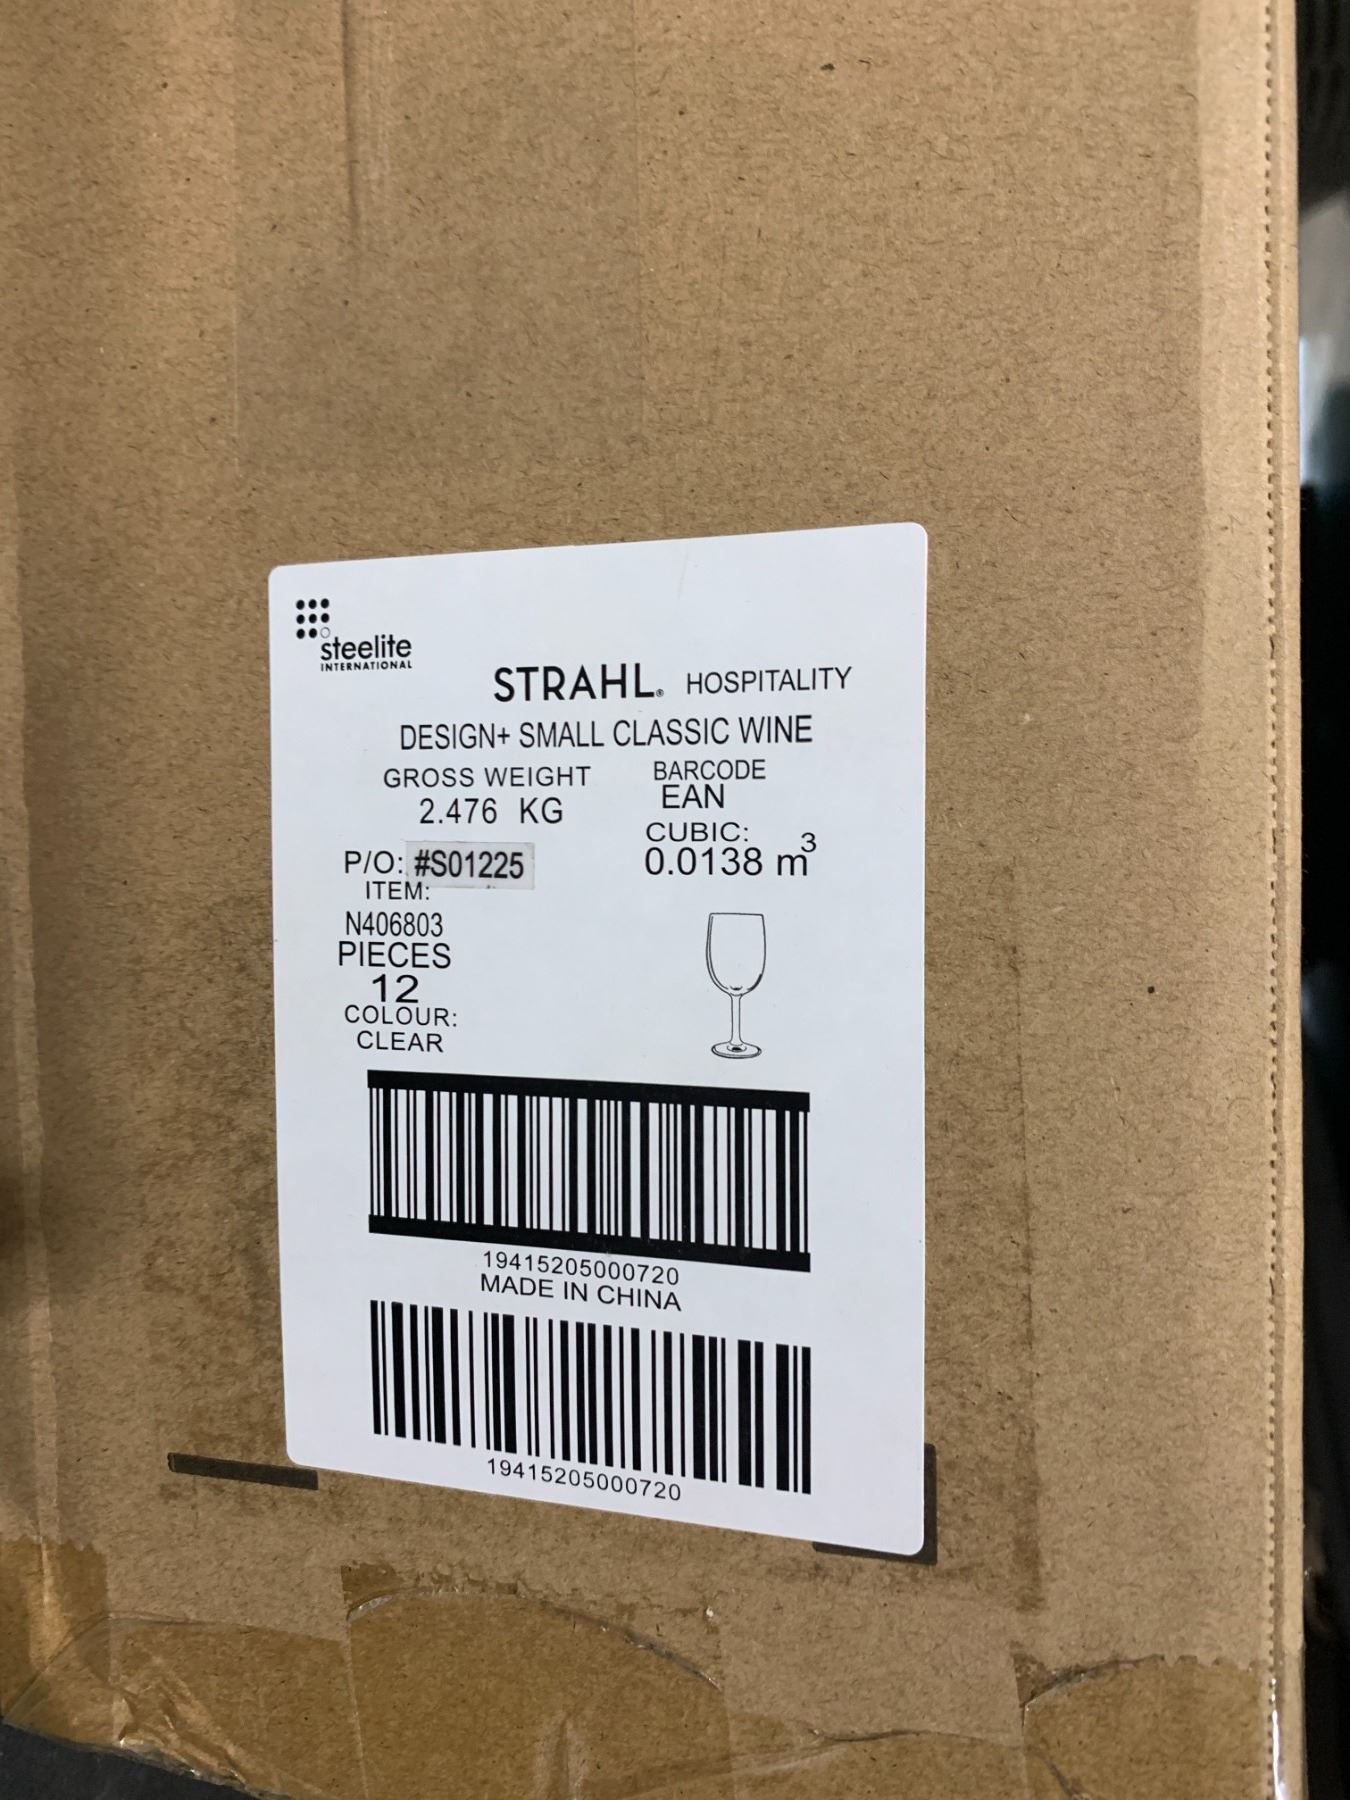 steelite
INTERNATIONAL
STRAHL® HOSPITALITY
DESIGN+ SMALL CLASSIC WINE
GROSS WEIGHT
2.476 KG
BARCODE
EAN
CUBIC:
0.0138 m³
P/O: #S01225
ITEM:
N406803
PIECES
12
COLOUR:
CLEAR
19415205000720
MADE IN CHINA
19415205000720